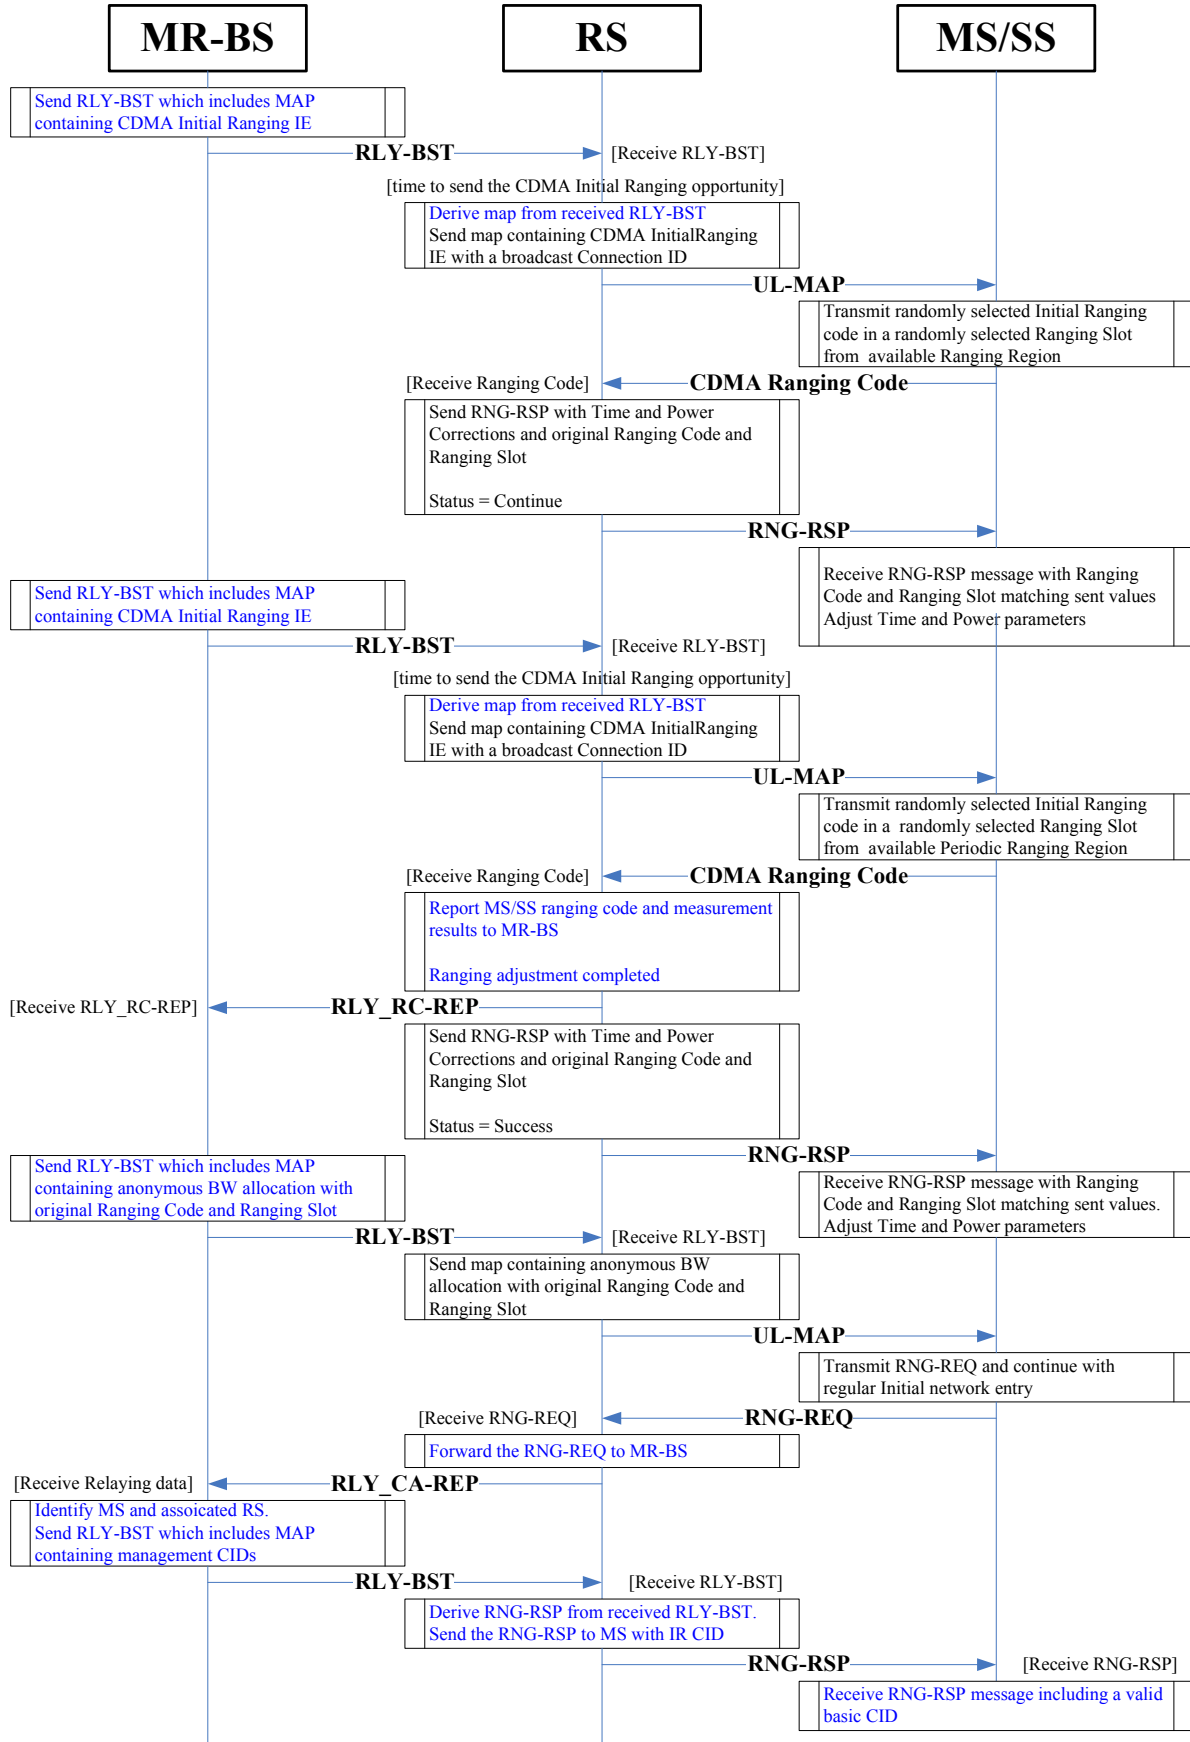 MR-BS
RS
MS/SS
Send RLY-BST which includes MAP
containing CDMA Initial Ranging IE
RLY-BST
[Receive RLY-BST]
[time to send the CDMA Initial Ranging opportunity]
Derive map from received RLY-BST
Send map containing CDMA InitialRanging
IE with a broadcast Connection ID
UL-MAP
Transmit randomly selected Initial Ranging
code in a randomly selected Ranging Slot
from available Ranging Region
[Receive Ranging Code]
CDMA Ranging Code
Send RNG-RSP with Time and Power
Corrections and original Ranging Code and
Ranging Slot
Status = Continue
RNG-RSP
Receive RNG-RSP message with Ranging
Code and Ranging Slot matching sent values
Adjust Time and Power parameters
Send RLY-BST which includes MAP
containing CDMA Initial Ranging IE
RLY-BST
[Receive RLY-BST]
[time to send the CDMA Initial Ranging opportunity]
Derive map from received RLY-BST
Send map containing CDMA InitialRanging
IE with a broadcast Connection ID
UL-MAP
Transmit randomly selected Initial Ranging
code in a randomly selected Ranging Slot
from available Periodic Ranging Region
[Receive Ranging Code]
CDMA Ranging Code
Report MS/SS ranging code and measurement
results to MR-BS
Ranging adjustment completed
[Receive RLY_RC-REP]
RLY_RC-REP
Send RNG-RSP with Time and Power
Corrections and original Ranging Code and
Ranging Slot
Status = Success
RNG-RSP
Send RLY-BST which includes MAP
containing anonymous BW allocation with
original Ranging Code and Ranging Slot
Receive RNG-RSP message with Ranging
Code and Ranging Slot matching sent values.
Adjust Time and Power parameters
RLY-BST
[Receive RLY-BST]
Send map containing anonymous BW
allocation with original Ranging Code and
Ranging Slot
UL-MAP
Transmit RNG-REQ and continue with
regular Initial network entry
[Receive RNG-REQ]
RNG-REQ
Forward the RNG-REQ to MR-BS
[Receive Relaying data]
RLY_CA-REP
Identify MS and assoicated RS.
Send RLY-BST which includes MAP
containing management CIDs
RLY-BST
[Receive RLY-BST]
Derive RNG-RSP from received RLY-BST.
Send the RNG-RSP to MS with IR CID
RNG-RSP
[Receive RNG-RSP]
Receive RNG-RSP message including a valid
basic CID